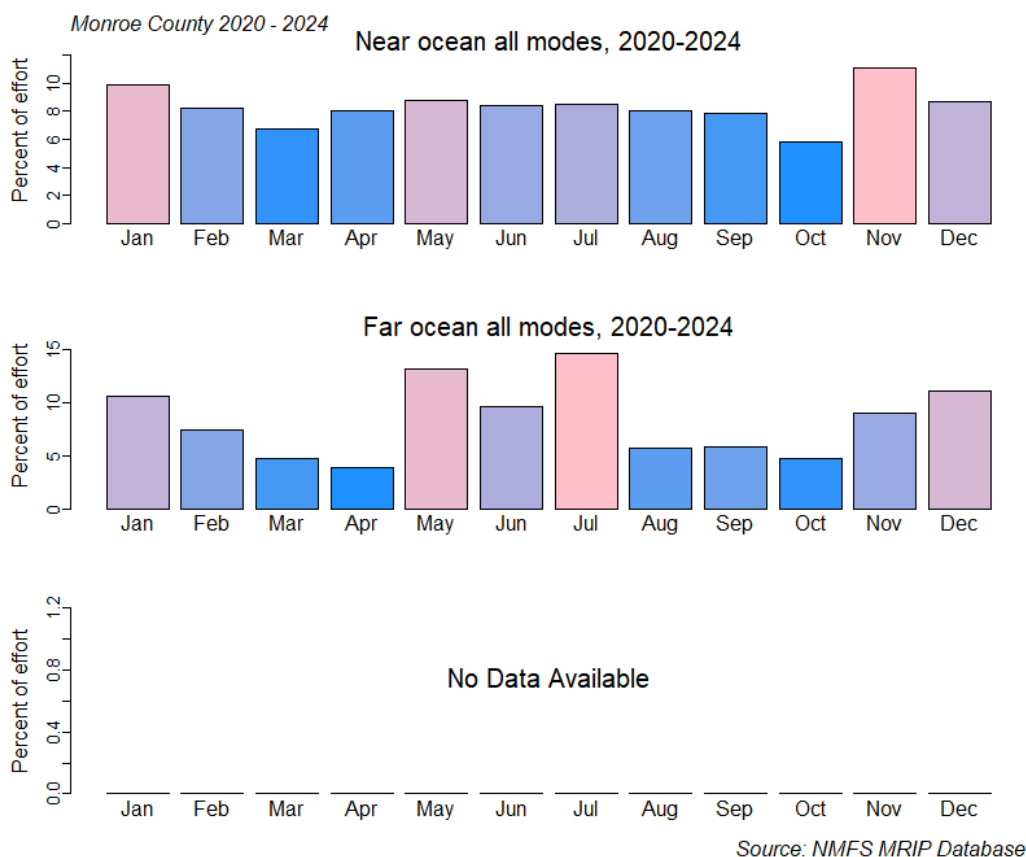 Monroe County 2020 - 2024
Near ocean all modes, 2020-2024
Percent of effort
0 2 4 6 8 10
Jan Feb Mar Apr May Jun Jul Aug Sep Oct Nov Dec
Far ocean all modes, 2020-2024
Percent of effort
0 5 10 15
Jan Feb Mar Apr May Jun Jul Aug Sep Oct Nov Dec
Percent of effort
0.0 0.4 0.8 1.2
No Data Available
Jan Feb Mar Apr May Jun Jul Aug Sep Oct Nov Dec
Source: NMFS MRIP Database